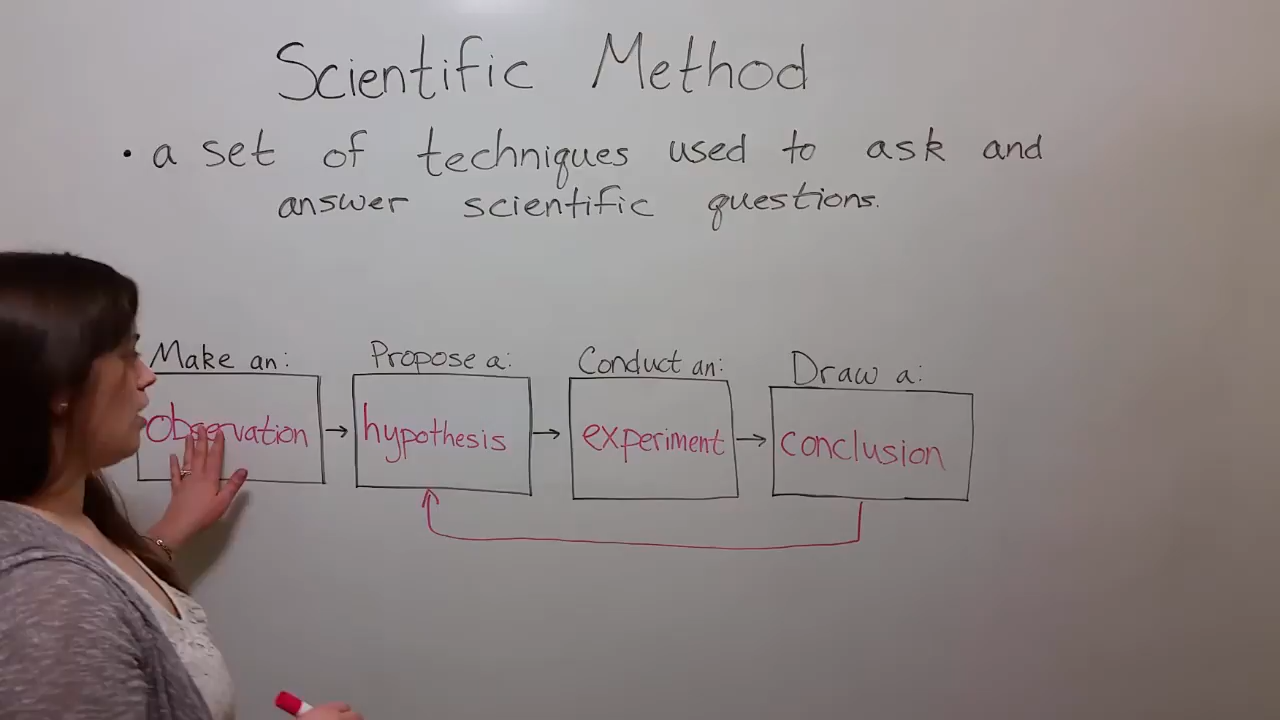 Scientific Method
• a set of techniques used to ask and
answer scientific questions.
Make an: Propose a: Conduct an: Draw a:
observation → hypothesis → experiment → conclusion